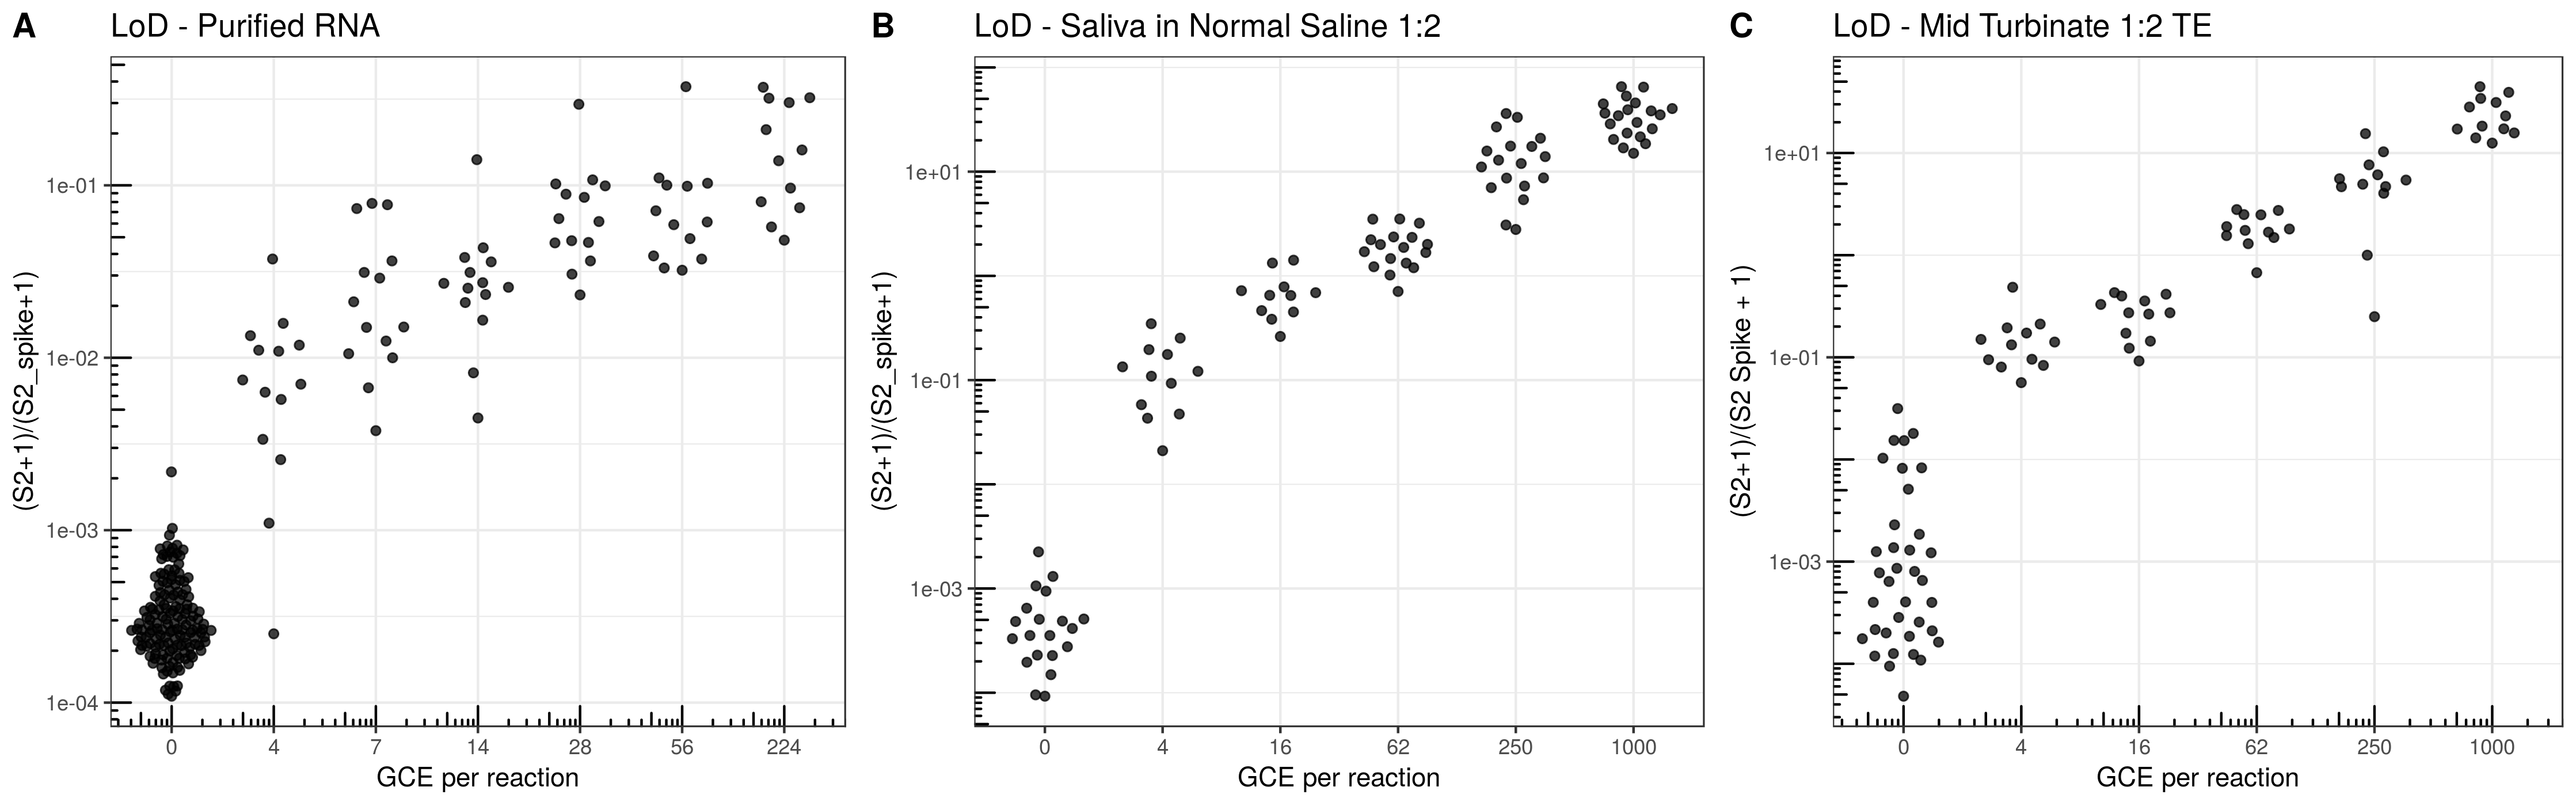 A LoD - Purified RNA
(S2+1)/(S2_spike+1)
1e-01
1e-02
1e-03
1e-04
0 4 7 14 28 56 224
GCE per reaction
B LoD - Saliva in Normal Saline 1:2
(S2+1)/(S2_spike+1)
1e+01
1e-01
1e-03
0 4 16 62 250 1000
GCE per reaction
C LoD - Mid Turbinate 1:2 TE
(S2+1)/(S2 Spike + 1)
1e+01
1e-01
1e-03
0 4 16 62 250 1000
GCE per reaction